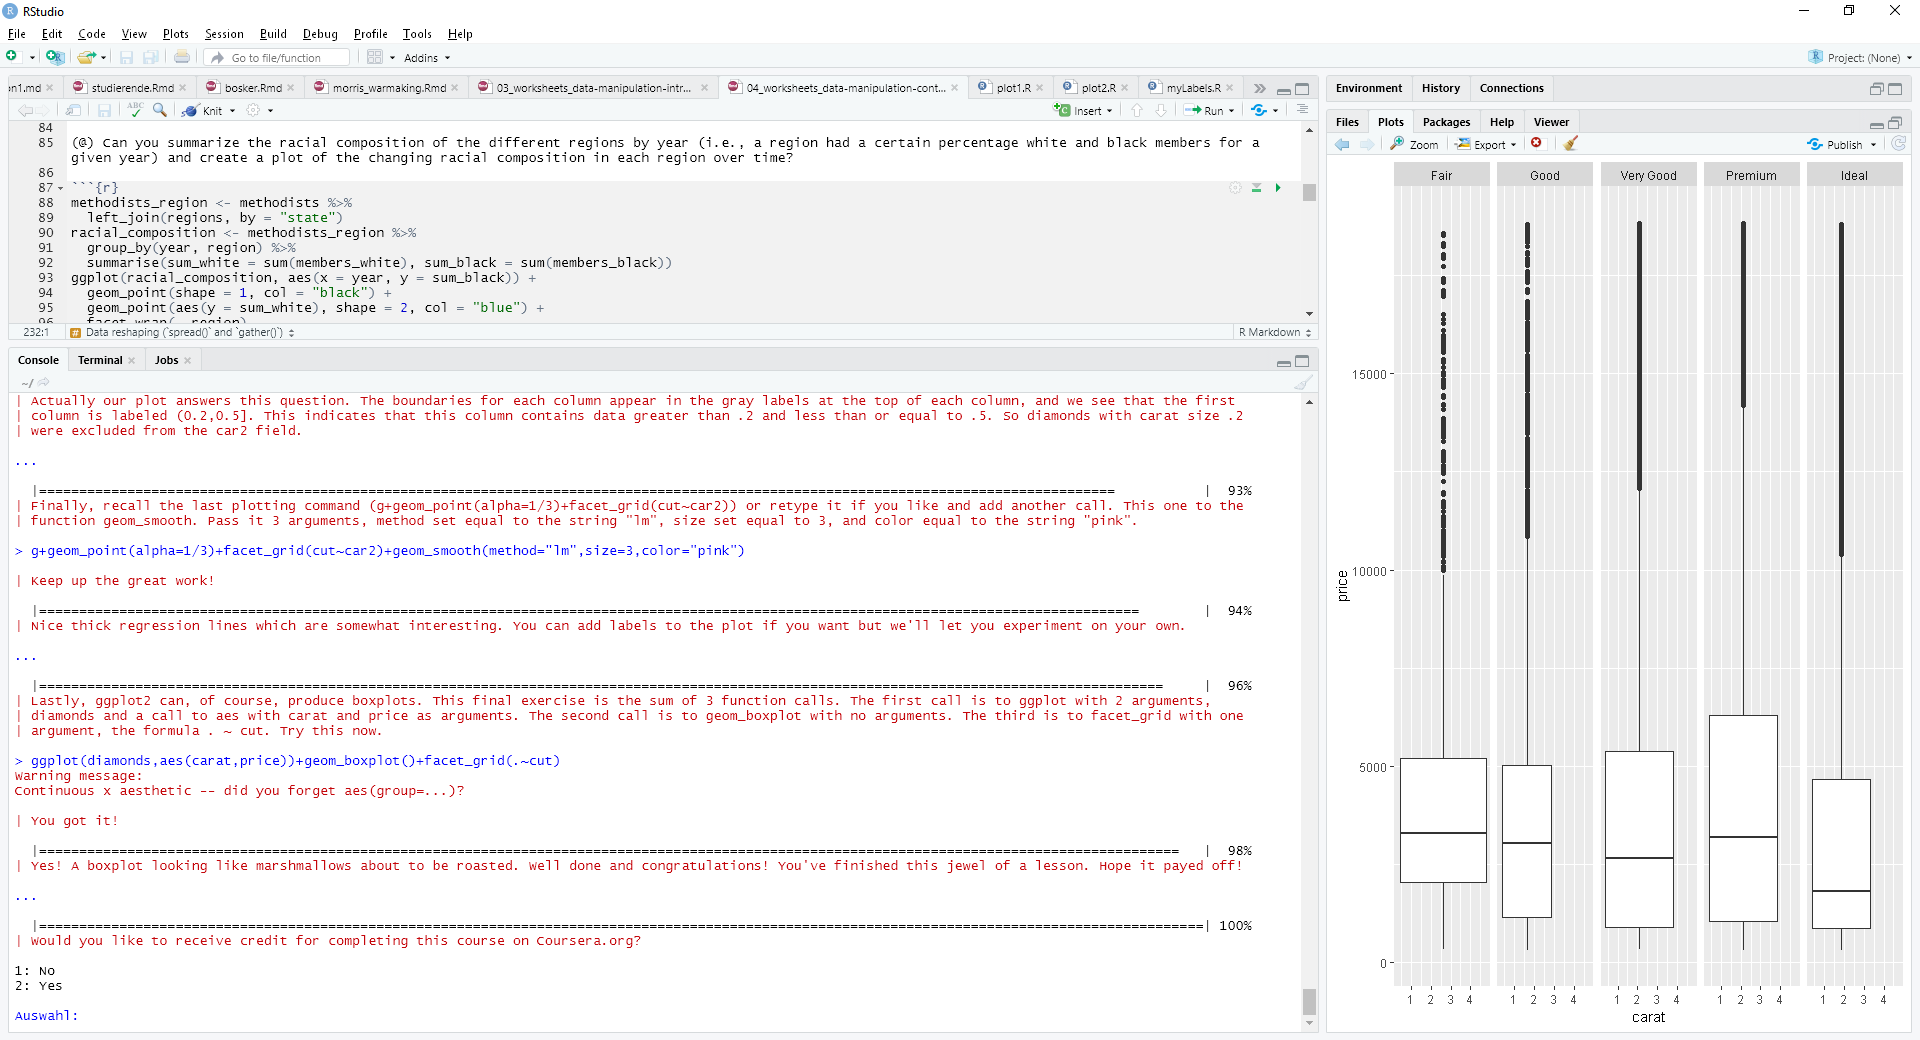 RStudio
File Edit Code View Plots Session Build Debug Profile Tools Help
Go to file/function Addins Project: (None)
on1.md studierende.Rmd bosker.Rmd morris_warmaking.Rmd 03_worksheets_data-manipulation-intr... 04_worksheets_data-manipulation-cont... plot1.R plot2.R myLabels.R
ABC Knit Insert Run
84
85 (@) Can you summarize the racial composition of the different regions by year (i.e., a region had a certain percentage white and black members for a
given year) and create a plot of the changing racial composition in each region over time?
86
87 ```{r}
88 methodists_region <- methodists %>%
89 left_join(regions, by = "state")
90 racial_composition <- methodists_region %>%
91 group_by(year, region) %>%
92 summarise(sum_white = sum(members_white), sum_black = sum(members_black))
93 ggplot(racial_composition, aes(x = year, y = sum_black)) +
94 geom_point(shape = 1, col = "black") +
95 geom_point(aes(y = sum_white), shape = 2, col = "blue") +
232:1 # Data reshaping (`spread()` and `gather()`) R Markdown
Console Terminal Jobs
~/
| Actually our plot answers this question. The boundaries for each column appear in the gray labels at the top of each column, and we see that the first
| column is labeled (0.2,0.5]. This indicates that this column contains data greater than .2 and less than or equal to .5. So diamonds with carat size .2
| were excluded from the car2 field.
...
|====| 93%
| Finally, recall the last plotting command (g+geom_point(alpha=1/3)+facet_grid(cut~car2)) or retype it if you like and add another call. This one to the
| function geom_smooth. Pass it 3 arguments, method set equal to the string "lm", size set equal to 3, and color equal to the string "pink".
> g+geom_point(alpha=1/3)+facet_grid(cut~car2)+geom_smooth(method="lm",size=3,color="pink")
| Keep up the great work!
|====| 94%
| Nice thick regression lines which are somewhat interesting. You can add labels to the plot if you want but we'll let you experiment on your own.
...
|====| 96%
| Lastly, ggplot2 can, of course, produce boxplots. This final exercise is the sum of 3 function calls. The first call is to ggplot with 2 arguments,
| diamonds and a call to aes with carat and price as arguments. The second call is to geom_boxplot with no arguments. The third is to facet_grid with one
| argument, the formula . ~ cut. Try this now.
> ggplot(diamonds,aes(carat,price))+geom_boxplot()+facet_grid(.~cut)
Warning message:
Continuous x aesthetic -- did you forget aes(group=...)?
| You got it!
|====| 98%
| Yes! A boxplot looking like marshmallows about to be roasted. Well done and congratulations! You've finished this jewel of a lesson. Hope it payed off!
...
|====| 100%
| Would you like to receive credit for completing this course on Coursera.org?
1: No
2: Yes
Auswahl:
Environment History Connections
Files Plots Packages Help Viewer
Zoom Export Publish
Fair Good Very Good Premium Ideal
15000
10000
5000
0
price
1 2 3 4 1 2 3 4 1 2 3 4 1 2 3 4 1 2 3 4
carat